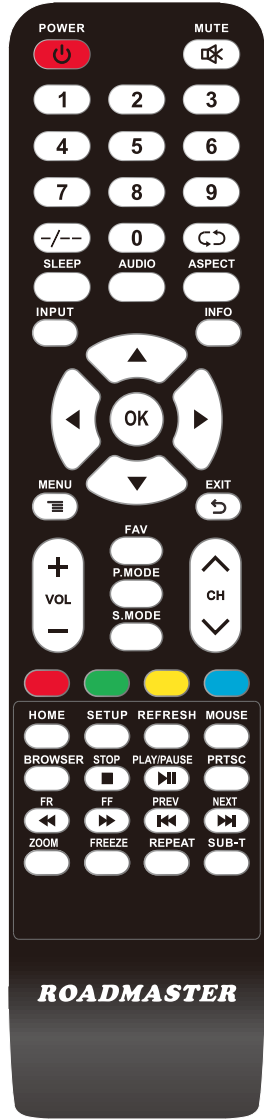 POWER MUTE
1 2 3
4 5 6
7 8 9
-/-- 0
SLEEP AUDIO ASPECT
INPUT INFO
OK
MENU EXIT
FAV
+ P.MODE
VOL CH
- S.MODE
HOME SETUP REFRESH MOUSE
BROWSER STOP PLAY/PAUSE PRTSC
FR FF PREV NEXT
ZOOM FREEZE REPEAT SUB-T
ROADMASTER